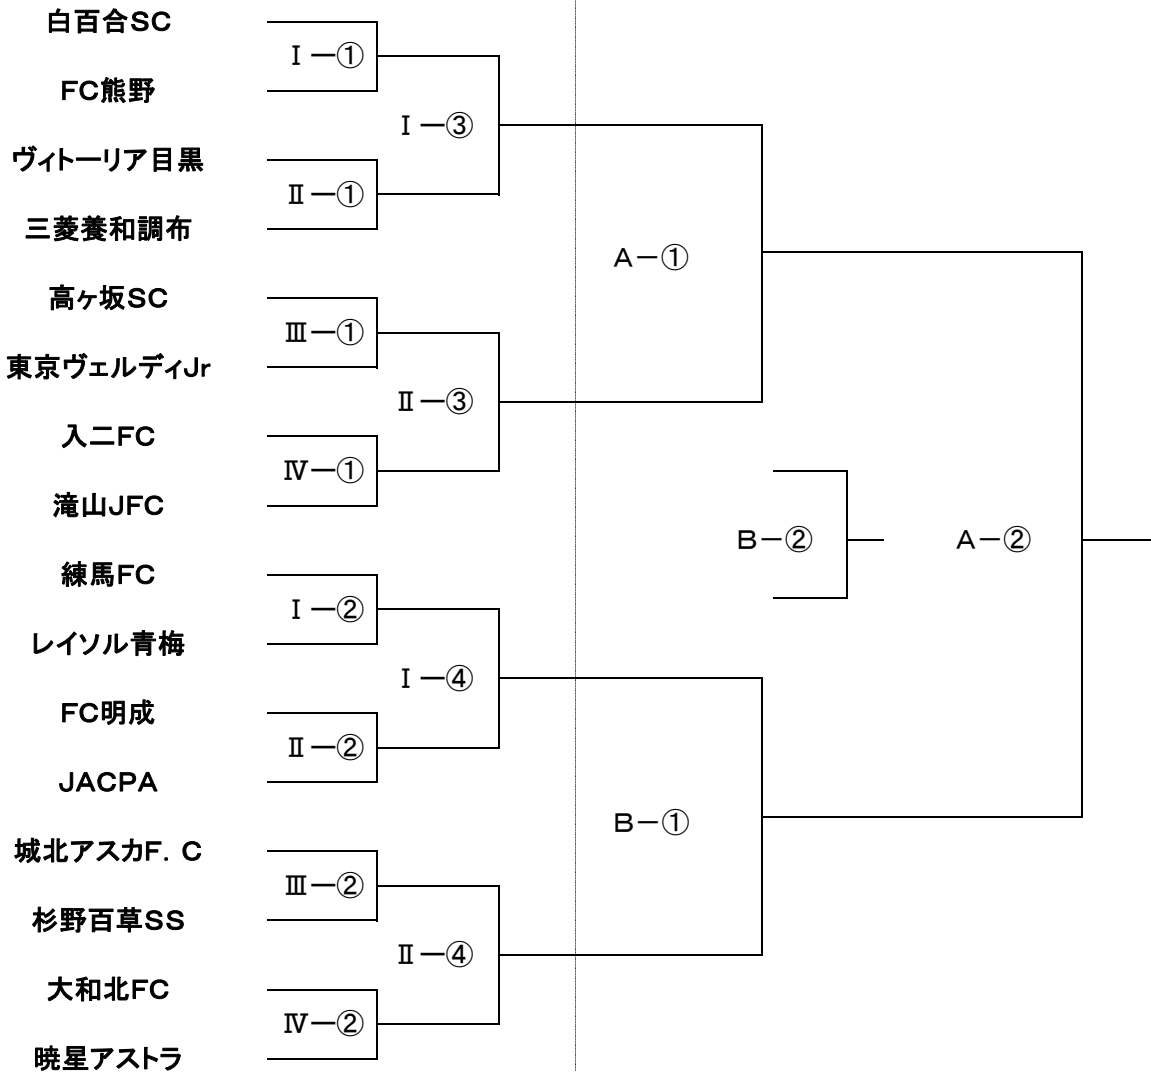 白百合SC
Ⅰ－①
FC熊野
Ⅰ－③
ヴィトーリア目黒
Ⅱ－①
三菱養和調布
A－①
高ヶ坂SC
Ⅲ－①
東京ヴェルディJr
Ⅱ－③
入二FC
Ⅳ－①
滝山JFC
B－②
A－②
練馬FC
Ⅰ－②
レイソル青梅
Ⅰ－④
FC明成
Ⅱ－②
JACPA
B－①
城北アスカF．C
Ⅲ－②
杉野百草SS
Ⅱ－④
大和北FC
Ⅳ－②
暁星アストラ